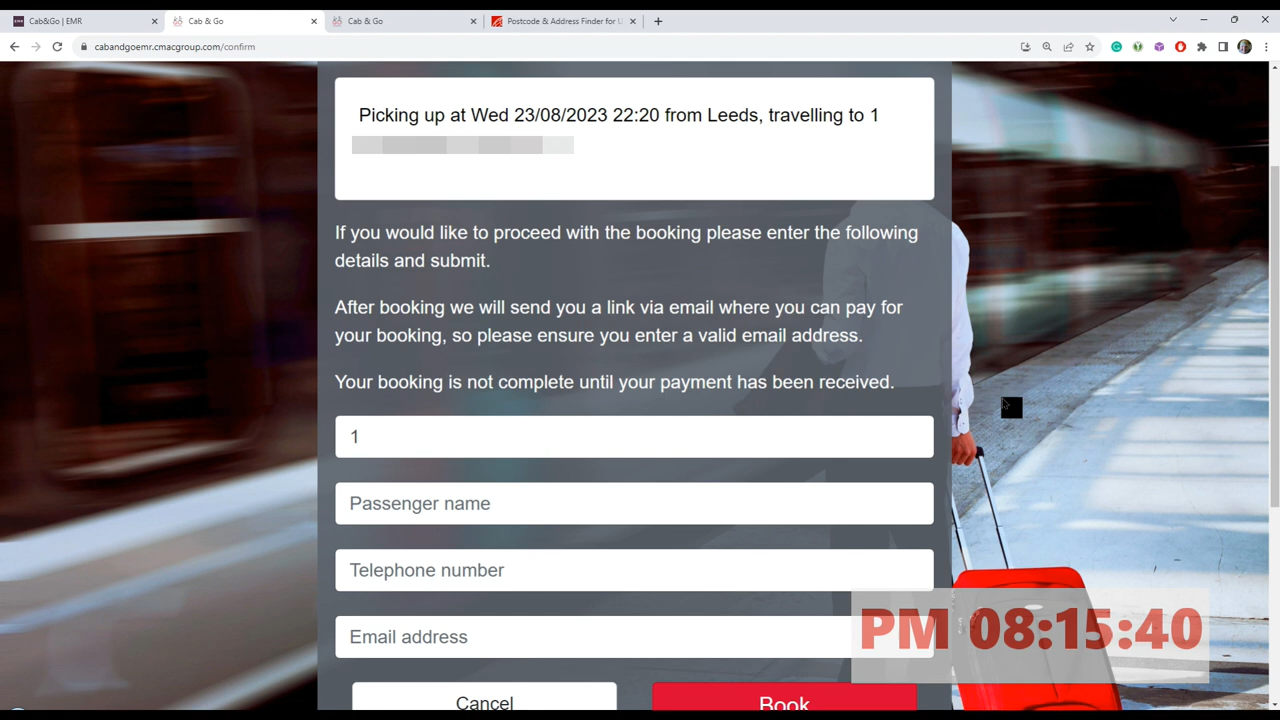 Cab&Go | EMR
Cab & Go
Cab & Go
Postcode & Address Finder for U
cabandgoemr.cmacgroup.com/confirm
Picking up at Wed 23/08/2023 22:20 from Leeds, travelling to 1
If you would like to proceed with the booking please enter the following
details and submit.
After booking we will send you a link via email where you can pay for
your booking, so please ensure you enter a valid email address.
Your booking is not complete until your payment has been received.
1
Passenger name
Telephone number
Email address
PM 08:15:40
Cancel
Book